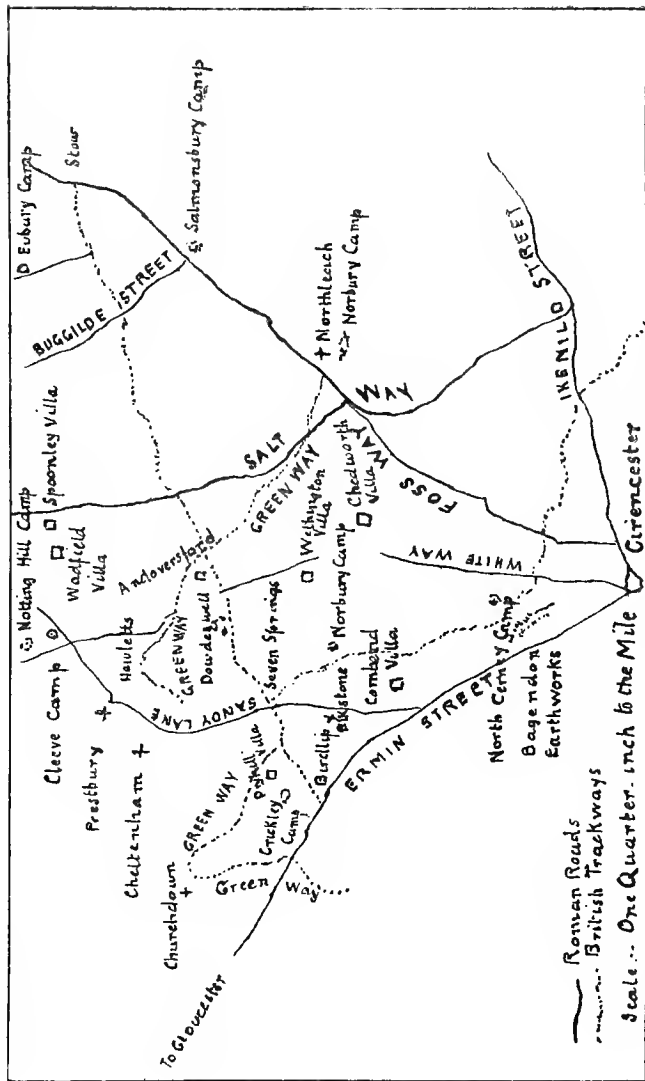 D Eubury Camp
Stow
BUGGILDE STREET
Salmonsbury Camp
Notting Hill Camp
Spoonley Villa
Wadfield
Villa
Cleeve Camp
Hewletts
Prestbury
Cheltenham
Churchdown
To Gloucester
Andoversford
SALT
WAY
GREEN WAY
Northleach
Norbury Camp
GREENWAY
Dowdeswell
SANDY LANE
Seven Springs
Withington
Villa
Chedworth
Villa
FOSS WAY
Norbury Camp
GREEN WAY
Dryhill
Villa
Crickley
Camp
Green Way
Birdlip
Elkstone
Combend
Villa
WHITE WAY
IKENILD STREET
ERMIN STREET
North Cerney Camp
Bagendon
Earthworks
Cirencester
Roman Roads
British Trackways
Scale:- One Quarter-inch to the Mile